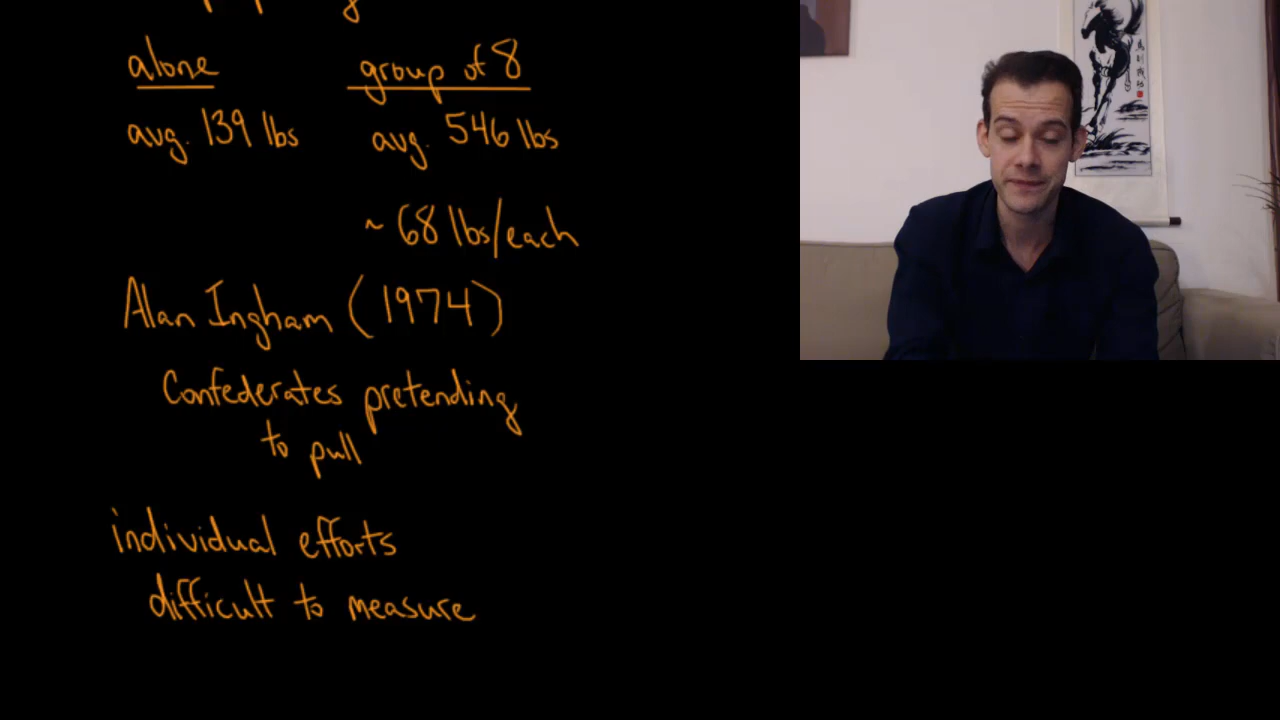 alone group of 8
avg. 139 lbs avg. 546 lbs
~ 68 lbs/each
Alan Ingham (1974)
Confederates pretending
to pull
individual efforts
difficult to measure